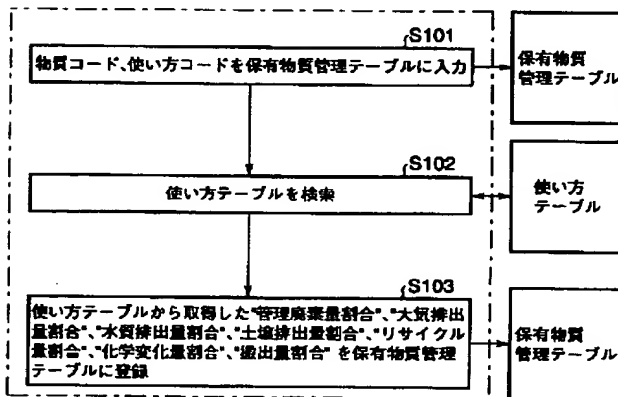 S101
物質コード、使い方コードを保有物質管理テーブルに入力
保有物質
管理テーブル
S102
使い方テーブルを検索
使い方
テーブル
S103
使い方テーブルから取得した"管理廃棄量割合"、"大気排出
量割合"、"水質排出量割合"、"土壌排出量割合"、"リサイクル
量割合"、"化学変化量割合"、"搬出量割合" を保有物質管理
テーブルに登録
保有物質
管理テーブル